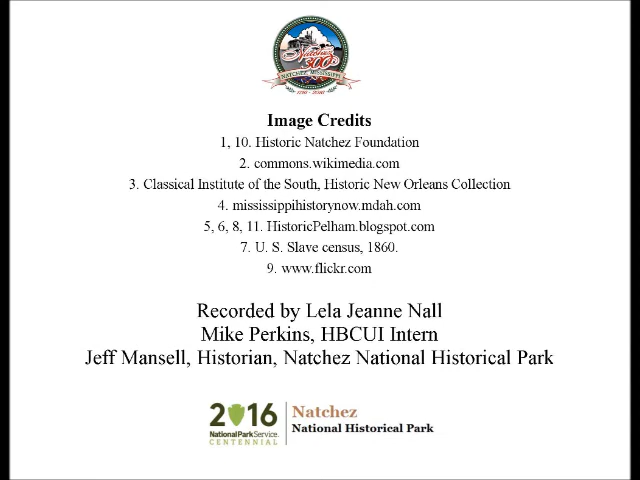 Natchez
300
NATCHEZ, MISSISSIPPI
1716 - 2016
Image Credits
1, 10. Historic Natchez Foundation
2. commons.wikimedia.com
3. Classical Institute of the South, Historic New Orleans Collection
4. mississippihistorynow.mdah.com
5, 6, 8, 11. HistoricPelham.blogspot.com
7. U. S. Slave census, 1860.
9. www.flickr.com
Recorded by Lela Jeanne Nall
Mike Perkins, HBCUI Intern
Jeff Mansell, Historian, Natchez National Historical Park
2016
National Park Service
CENTENNIAL
Natchez
National Historical Park